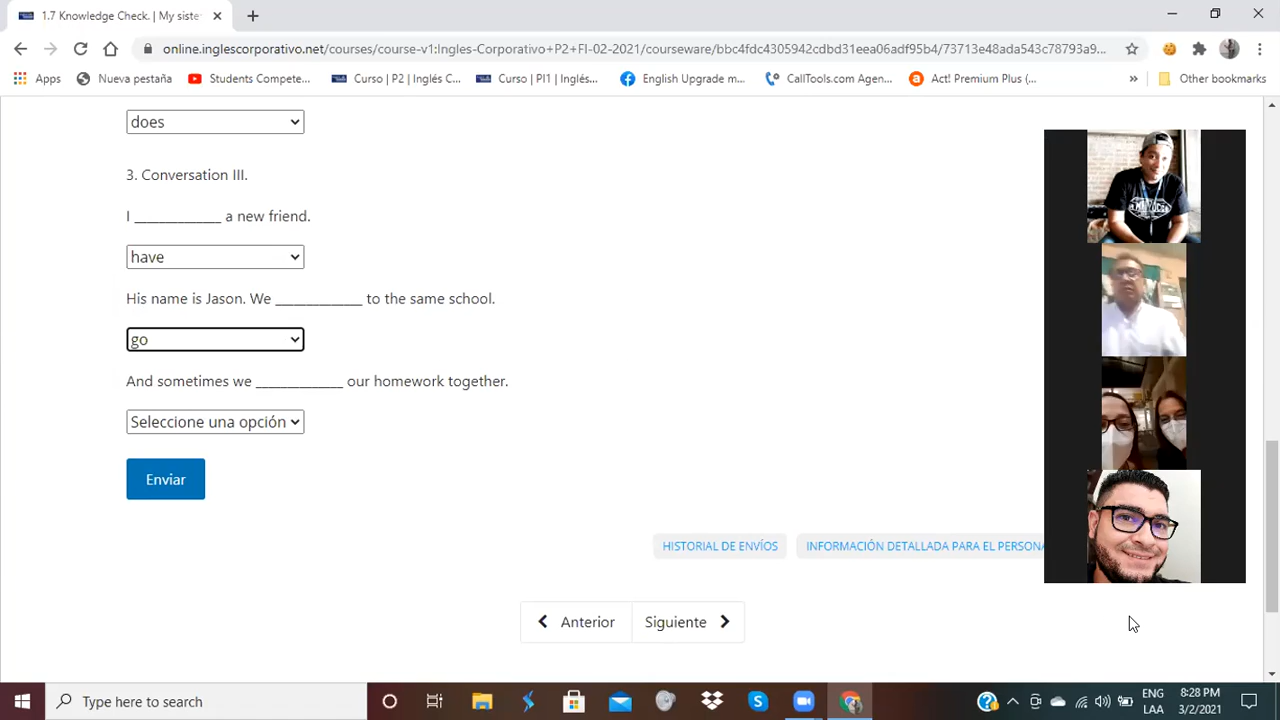 1.7 Knowledge Check. | My siste
online.inglescorporativo.net/courses/course-v1:Ingles-Corporativo+P2+FI-02-2021/courseware/bbc4fdc4305942cdbd31eea06adf95b4/73713e48ada543c78793a9...
Apps Nueva pestaña Students Compete... Curso | P2 | Inglés C... Curso | PI1 | Inglés... English Upgrade m... CallTools.com Agen... Act! Premium Plus (... » Other bookmarks
does
3. Conversation III.
I ______________ a new friend.
have
His name is Jason. We ______________ to the same school.
go
And sometimes we ______________ our homework together.
Seleccione una opción
Enviar
HISTORIAL DE ENVÍOS INFORMACIÓN DETALLADA PARA EL PERSONA
Anterior Siguiente
Type here to search
ENG 8:28 PM
LAA 3/2/2021